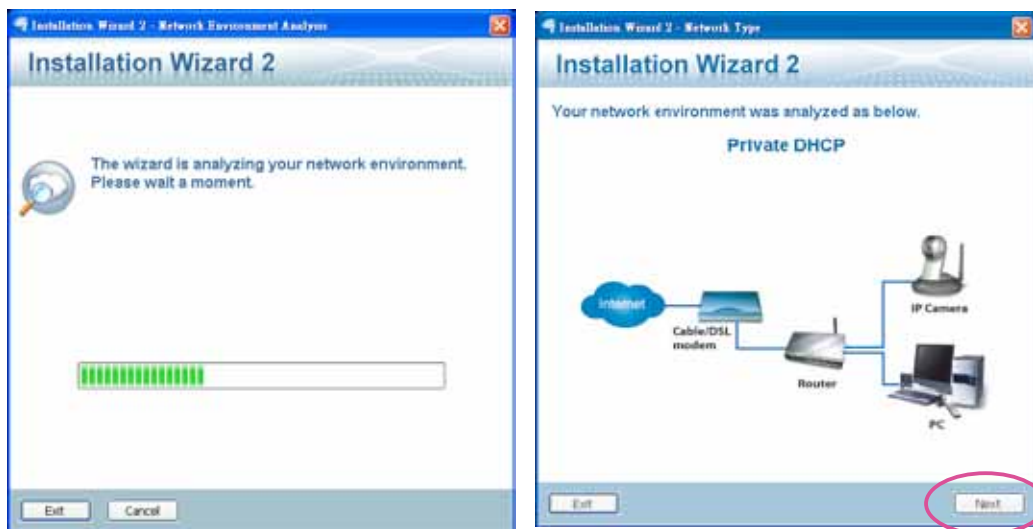 Installation Wizard 2 - Network Environment Analysis
Installation Wizard 2
The wizard is analyzing your network environment.
Please wait a moment.
Exit
Cancel
Installation Wizard 2 - Network Type
Installation Wizard 2
Your network environment was analyzed as below.
Private DHCP
Internet
Cable/DSL
modem
Router
IP Camera
PC
Exit
Next